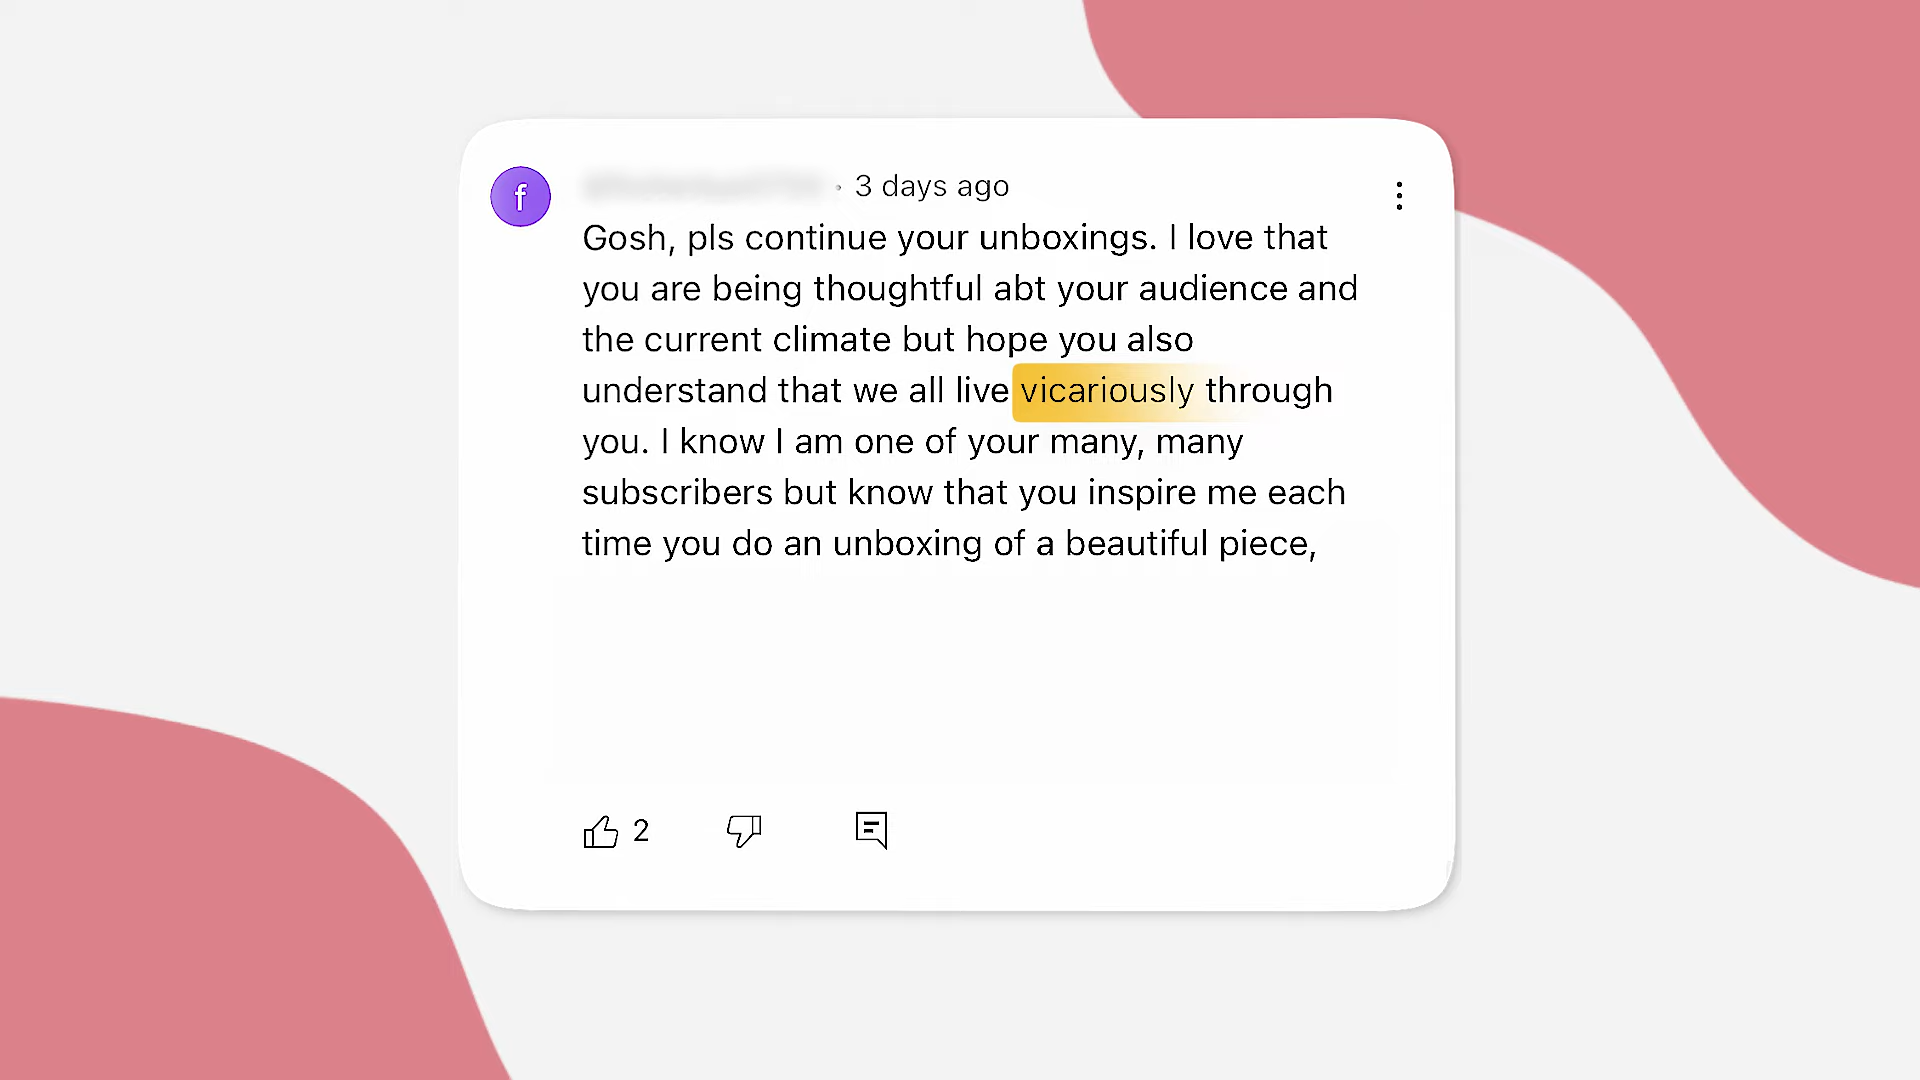 f
· 3 days ago
Gosh, pls continue your unboxings. I love that
you are being thoughtful abt your audience and
the current climate but hope you also
understand that we all live vicariously through
you. I know I am one of your many, many
subscribers but know that you inspire me each
time you do an unboxing of a beautiful piece,
2